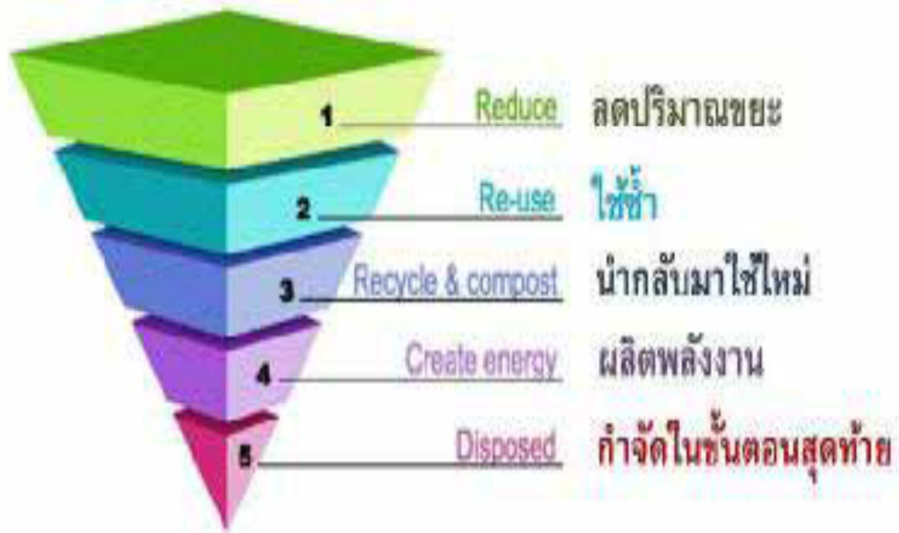 1 Reduce ลดปริมาณขยะ
2 Re-use ใช้ซ้ำ
3 Recycle & compost นำกลับมาใช้ใหม่
4 Create energy ผลิตพลังงาน
5 Disposed กำจัดในขั้นตอนสุดท้าย